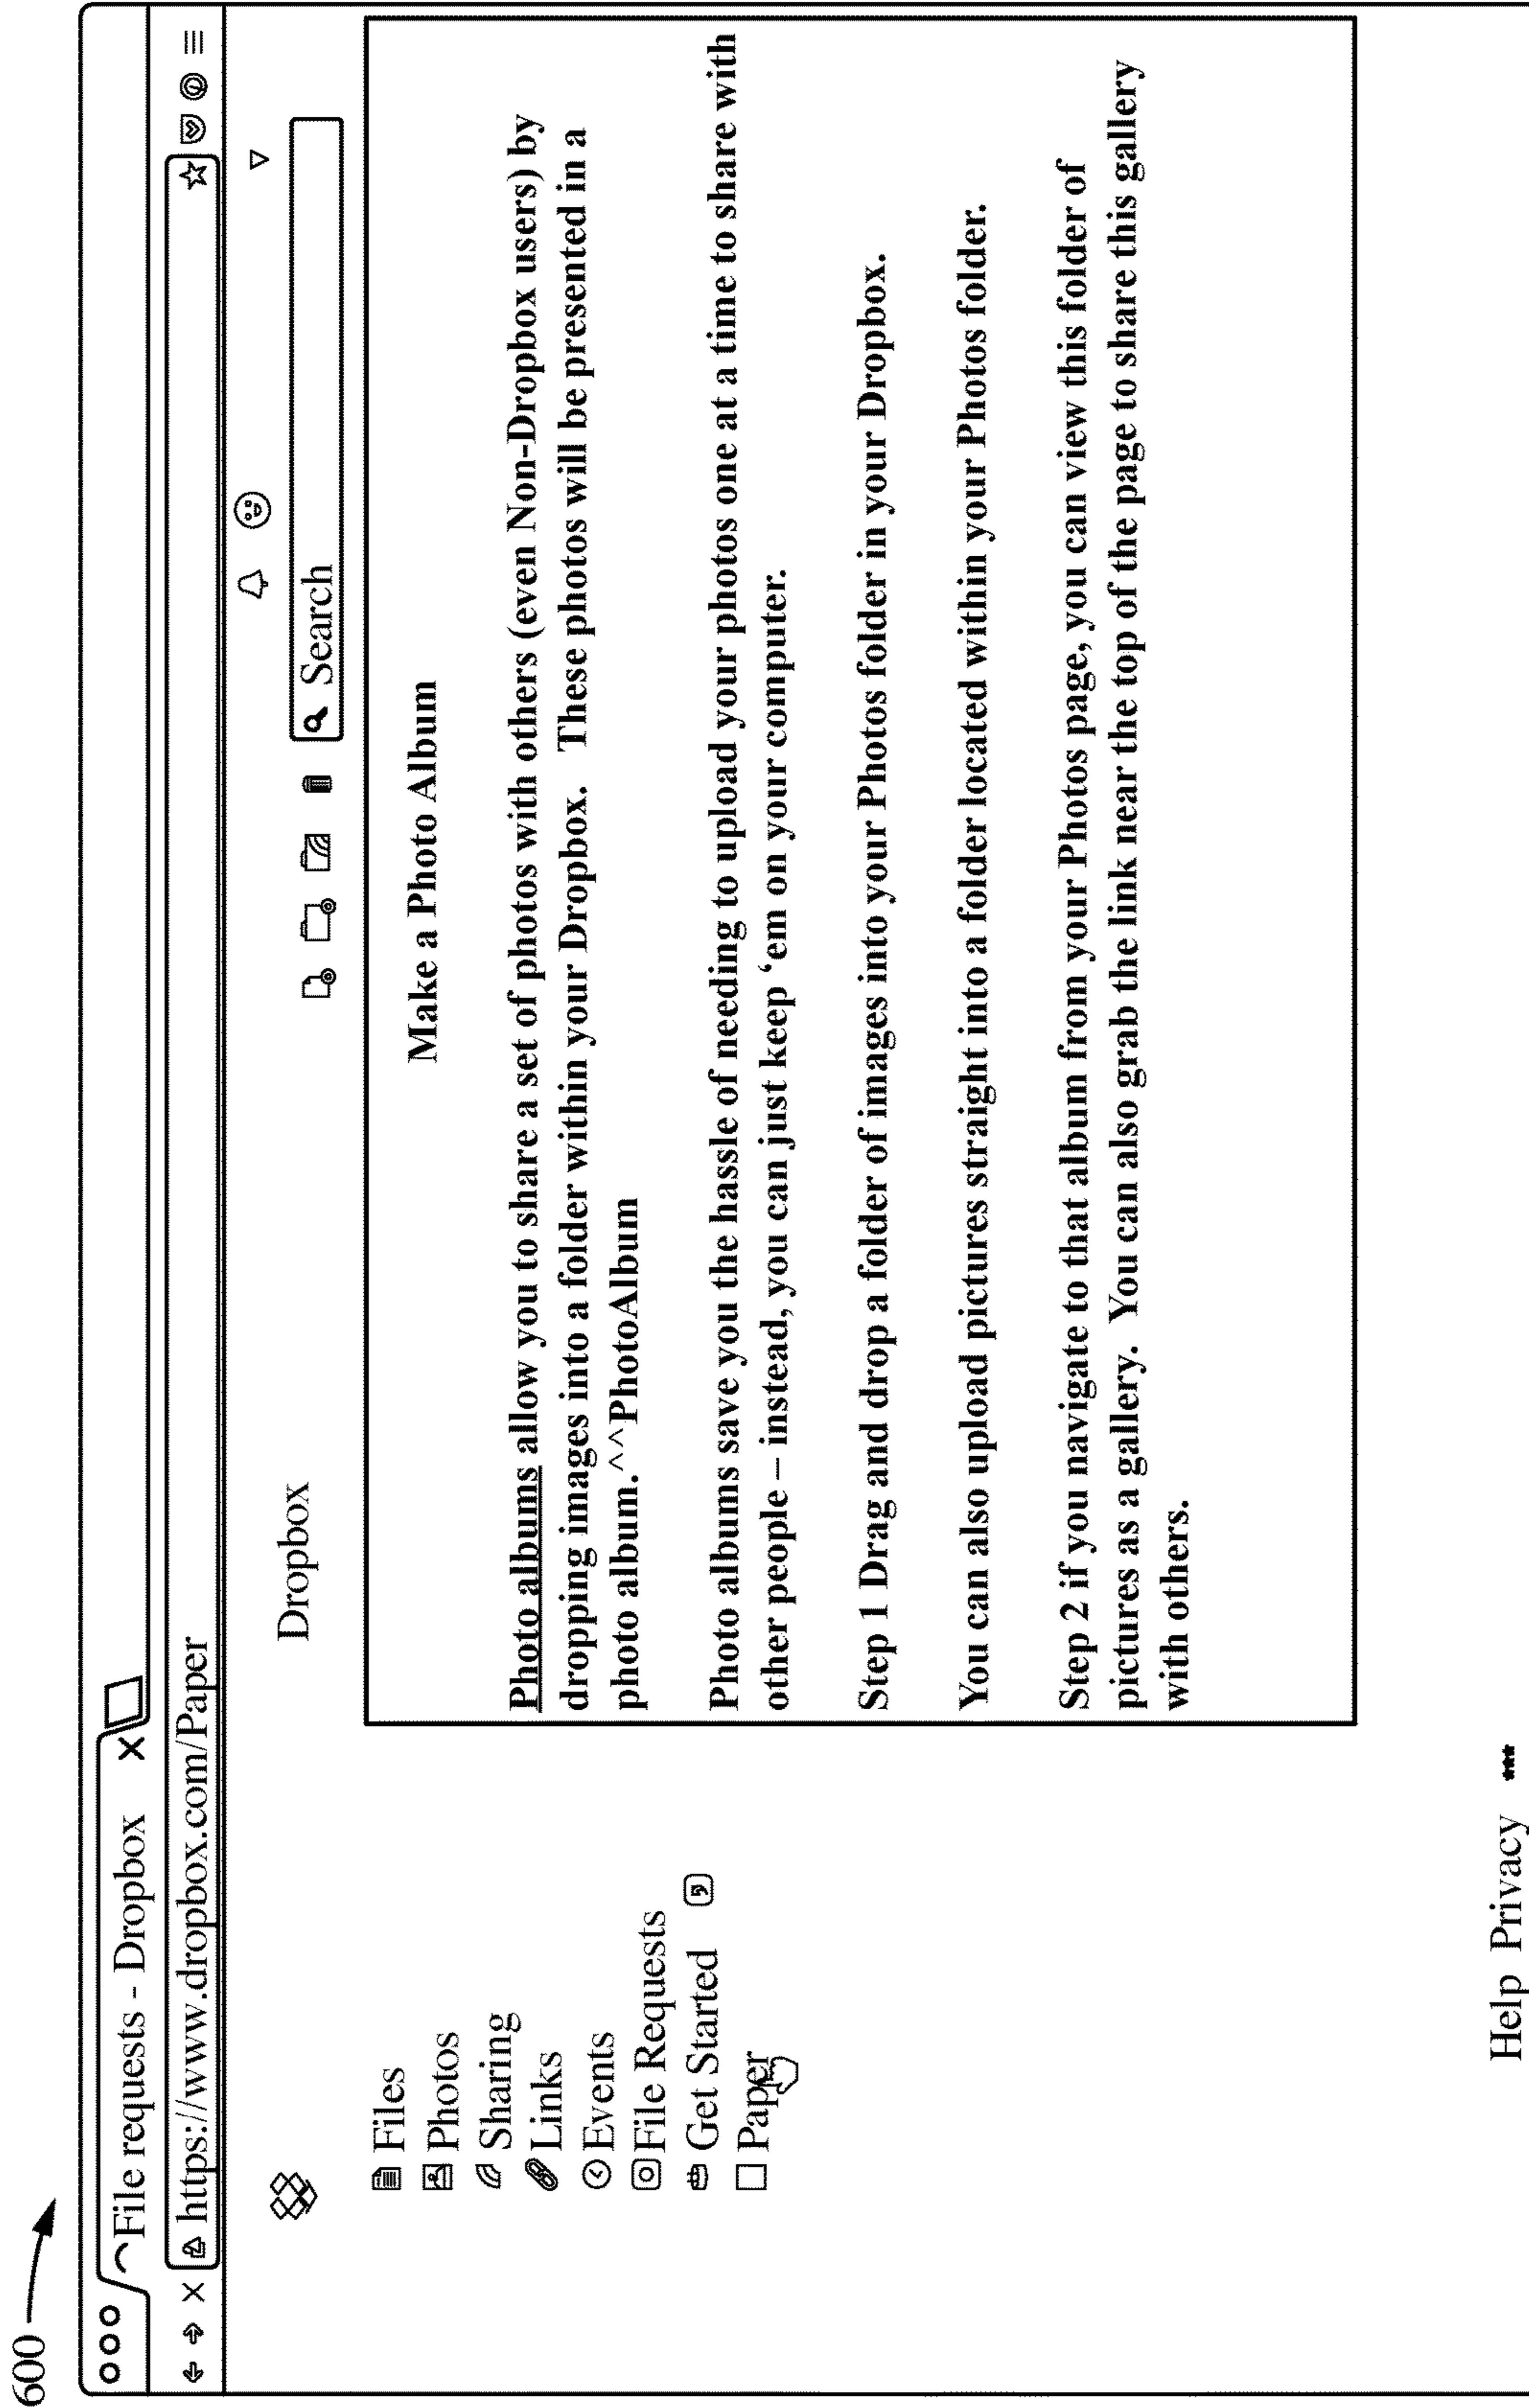 600
File requests - Dropbox X
https://www.dropbox.com/Paper
Dropbox
Search
Files
Photos
Sharing
Links
Events
File Requests
Get Started
Paper
Make a Photo Album
Photo albums allow you to share a set of photos with others (even Non-Dropbox users) by
dropping images into a folder within your Dropbox. These photos will be presented in a
photo album.^^PhotoAlbum
Photo albums save you the hassle of needing to upload your photos one at a time to share with
other people – instead, you can just keep ‘em on your computer.
Step 1 Drag and drop a folder of images into your Photos folder in your Dropbox.
You can also upload pictures straight into a folder located within your Photos folder.
Step 2 if you navigate to that album from your Photos page, you can view this folder of
pictures as a gallery. You can also grab the link near the top of the page to share this gallery
with others.
Help Privacy